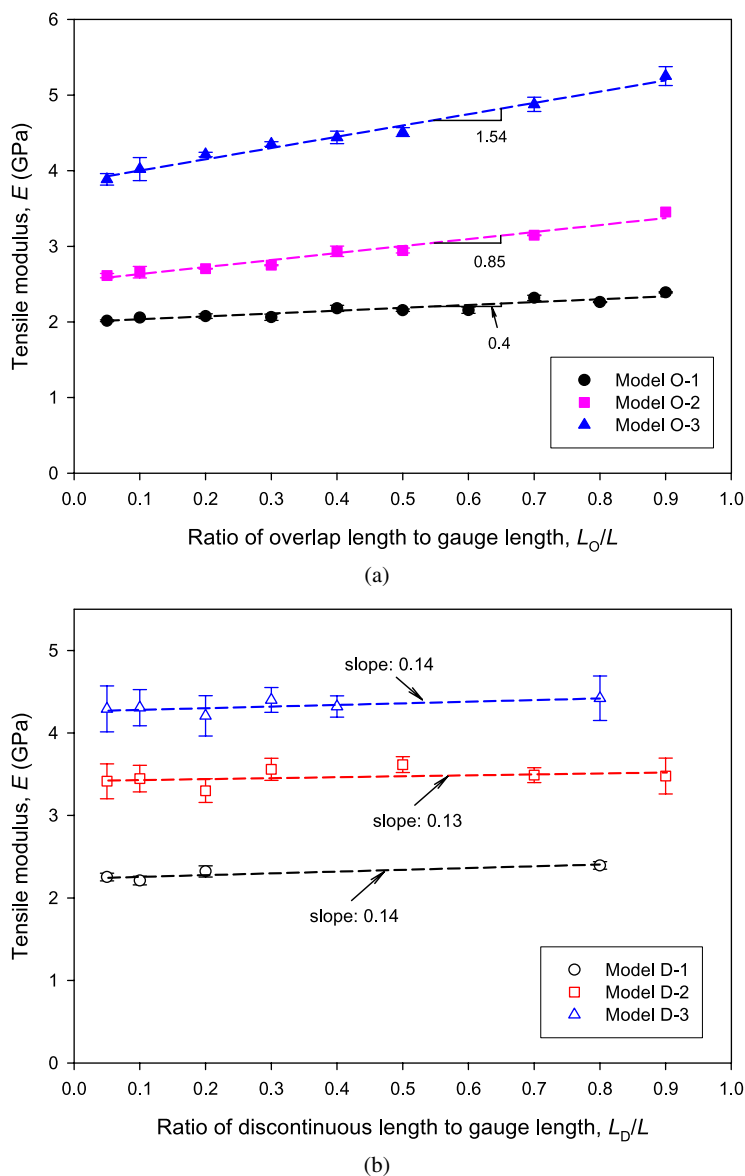 6
5
4
3
2
1
0
Tensile modulus, E (GPa)
1.54
0.85
0.4
Model O-1
Model O-2
Model O-3
0.0 0.1 0.2 0.3 0.4 0.5 0.6 0.7 0.8 0.9 1.0
Ratio of overlap length to gauge length, LO/L
(a)
5
4
3
2
1
0
Tensile modulus, E (GPa)
slope: 0.14
slope: 0.13
slope: 0.14
Model D-1
Model D-2
Model D-3
0.0 0.1 0.2 0.3 0.4 0.5 0.6 0.7 0.8 0.9 1.0
Ratio of discontinuous length to gauge length, LD/L
(b)